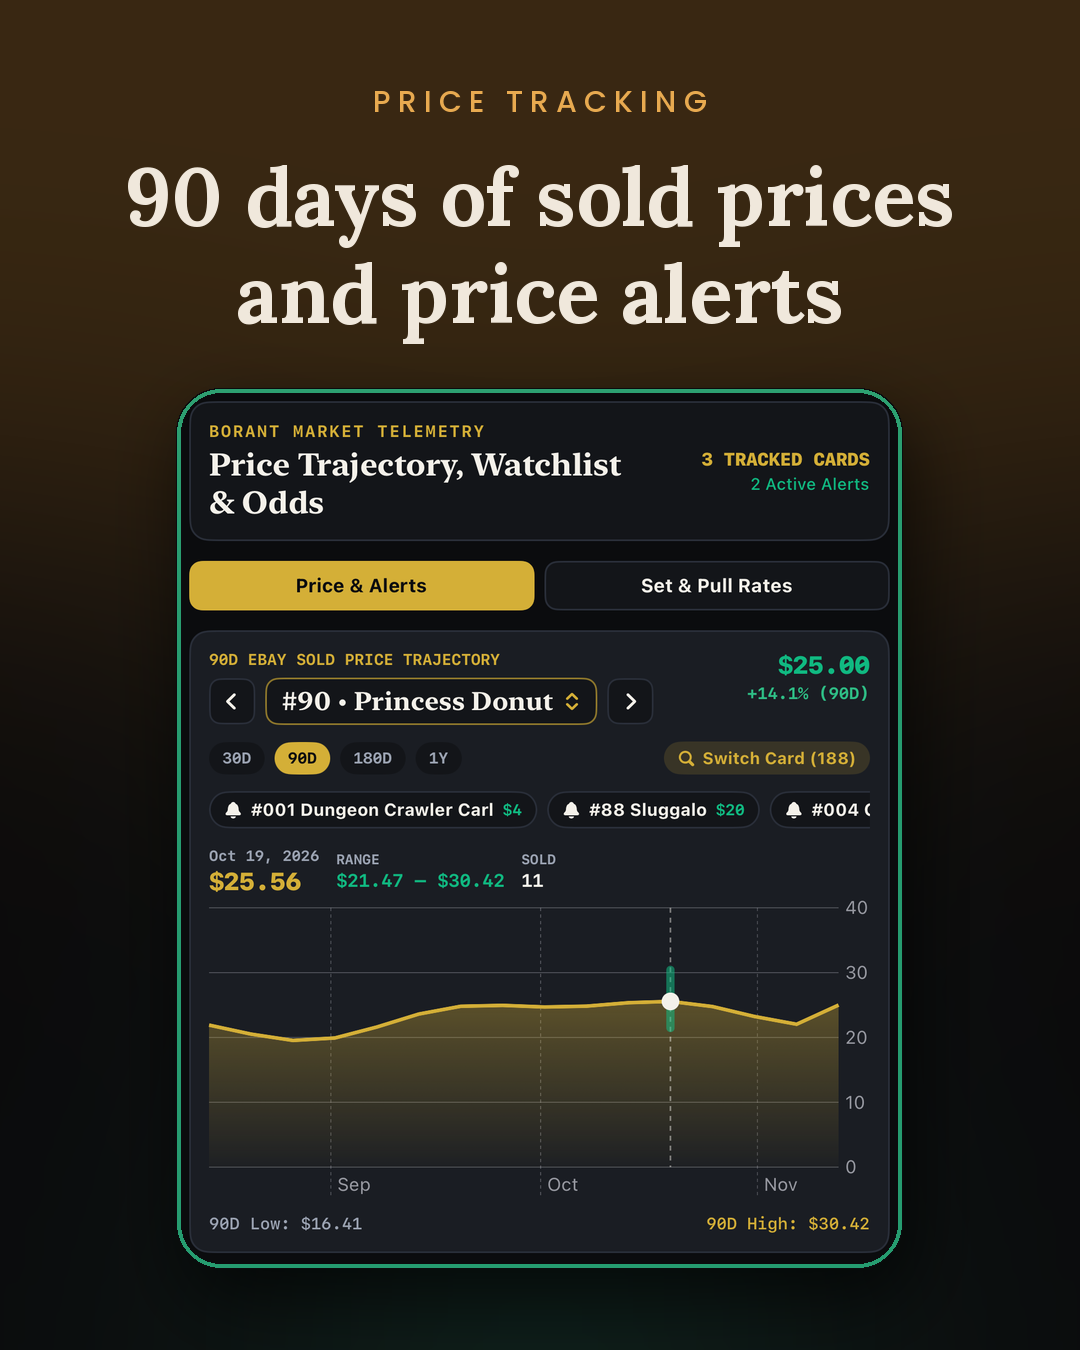 PRICE TRACKING
90 days of sold prices
and price alerts
BORANT MARKET TELEMETRY
Price Trajectory, Watchlist
& Odds
3 TRACKED CARDS
2 Active Alerts
Price & Alerts
Set & Pull Rates
90D EBAY SOLD PRICE TRAJECTORY
$25.00
+14.1% (90D)
#90 • Princess Donut
30D 90D 180D 1Y
Switch Card (188)
#001 Dungeon Crawler Carl $4
#88 Sluggalo $20
#004
Oct 19, 2026
$25.56
RANGE
$21.47 — $30.42
SOLD
11
40
30
20
10
0
Sep
Oct
Nov
90D Low: $16.41
90D High: $30.42